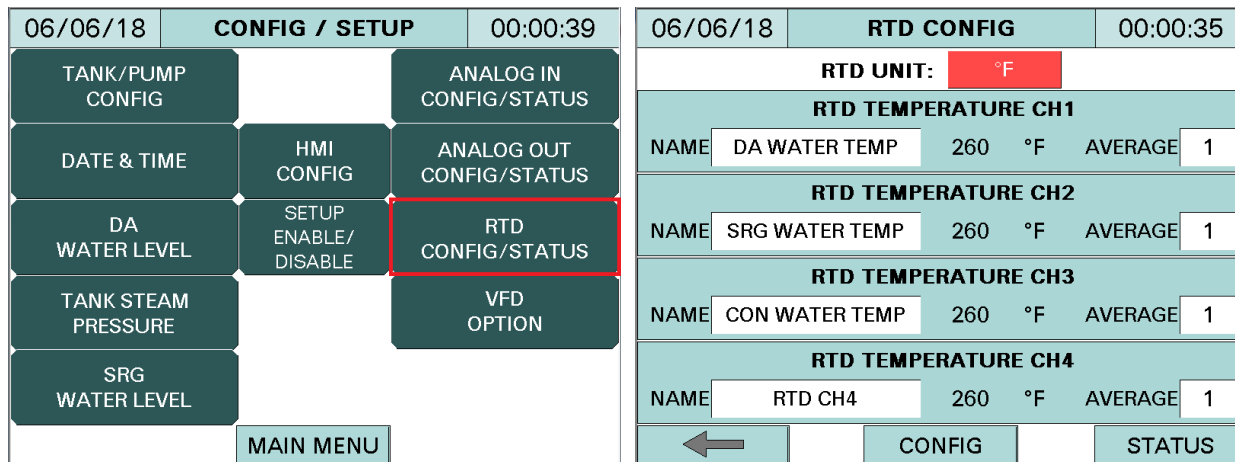 06/06/18 CONFIG / SETUP 00:00:39
TANK/PUMP
CONFIG
ANALOG IN
CONFIG/STATUS
DATE & TIME
HMI
CONFIG
ANALOG OUT
CONFIG/STATUS
DA
WATER LEVEL
SETUP
ENABLE/
DISABLE
RTD
CONFIG/STATUS
TANK STEAM
PRESSURE
VFD
OPTION
SRG
WATER LEVEL
MAIN MENU
06/06/18 RTD CONFIG 00:00:35
RTD UNIT: °F
RTD TEMPERATURE CH1
NAME DA WATER TEMP 260 °F AVERAGE 1
RTD TEMPERATURE CH2
NAME SRG WATER TEMP 260 °F AVERAGE 1
RTD TEMPERATURE CH3
NAME CON WATER TEMP 260 °F AVERAGE 1
RTD TEMPERATURE CH4
NAME RTD CH4 260 °F AVERAGE 1
CONFIG STATUS